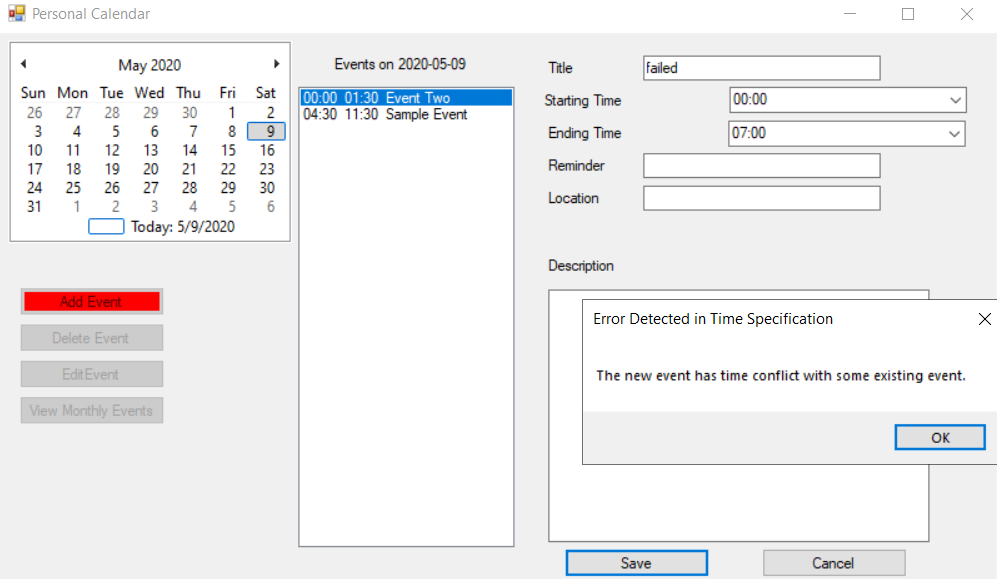 Personal Calendar
May 2020
Sun Mon Tue Wed Thu Fri Sat
26 27 28 29 30 1 2
3 4 5 6 7 8 9
10 11 12 13 14 15 16
17 18 19 20 21 22 23
24 25 26 27 28 29 30
31 1 2 3 4 5 6
Today: 5/9/2020
Add Event
Delete Event
EditEvent
View Monthly Events
Events on 2020-05-09
00:00 01:30 Event Two
04:30 11:30 Sample Event
Title failed
Starting Time 00:00
Ending Time 07:00
Reminder
Location
Description
Error Detected in Time Specification
The new event has time conflict with some existing event.
OK
Save Cancel